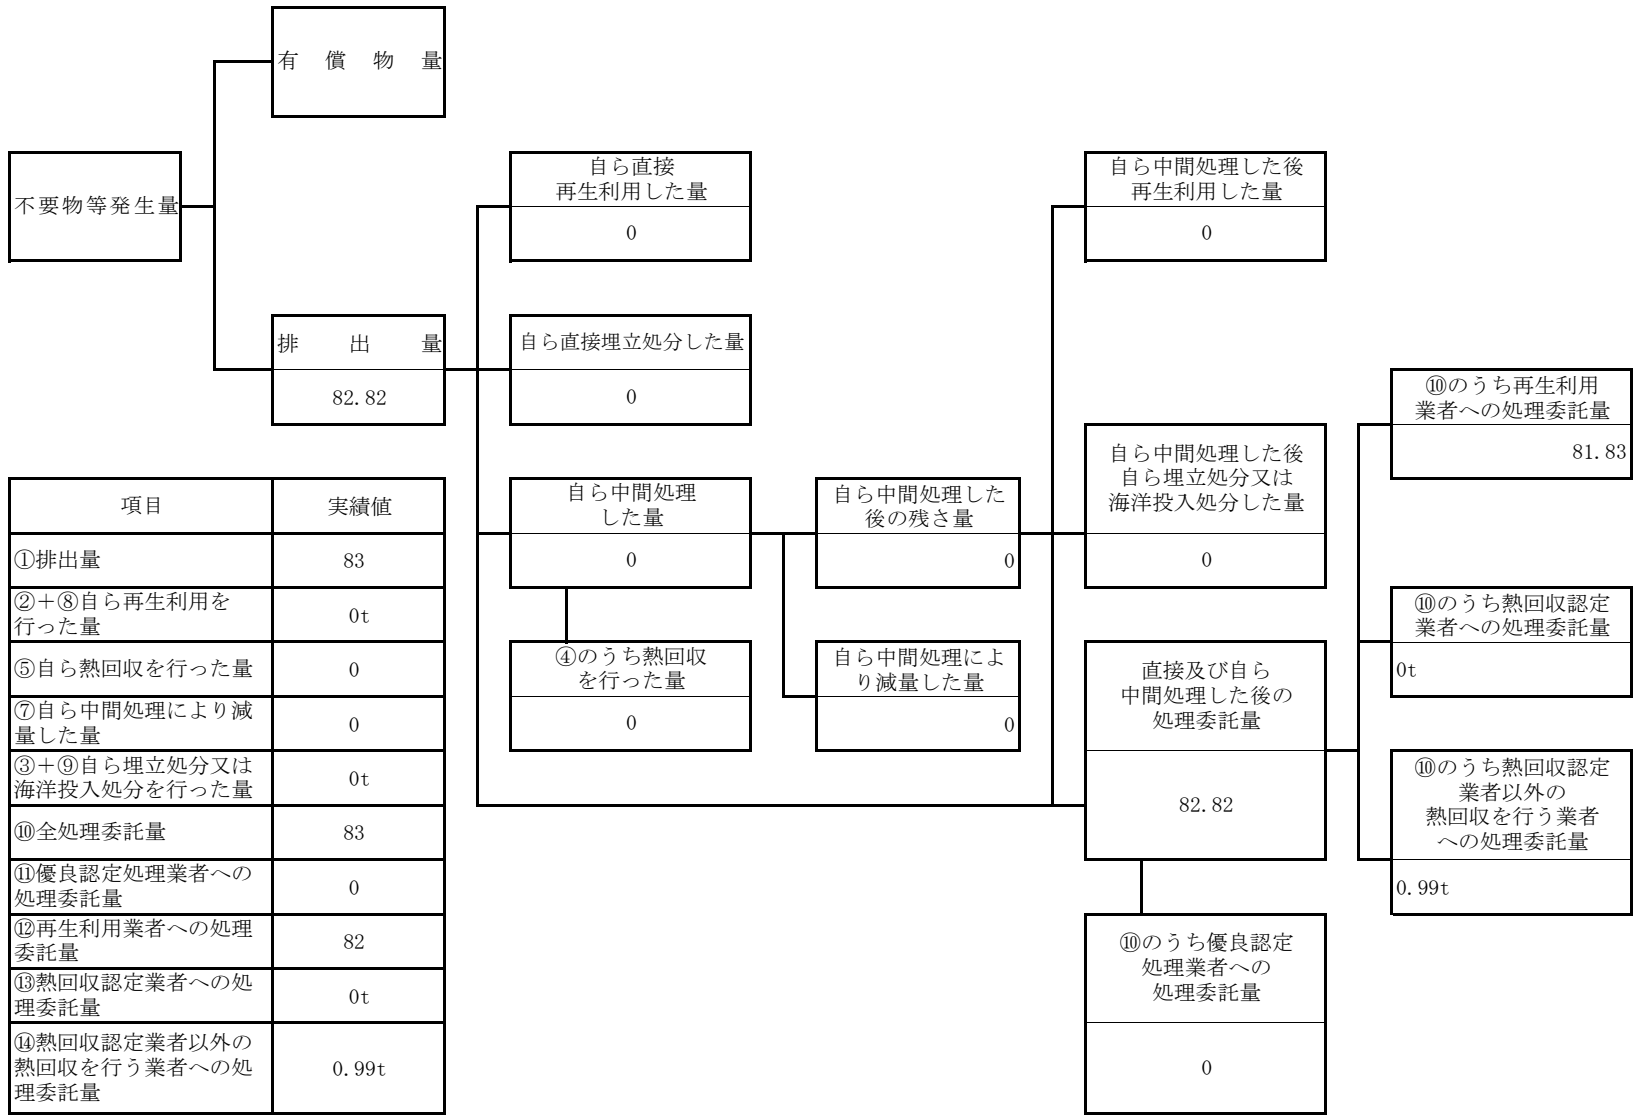 有償物量
不要物等発生量
自ら直接
再生利用した量
0
自ら中間処理した後
再生利用した量
0
排出量
82.82
自ら直接埋立処分した量
0
⑩のうち再生利用
業者への処理委託量
81.83
自ら中間処理した後
自ら埋立処分又は
海洋投入処分した量
0
自ら中間処理
した量
0
自ら中間処理した
後の残さ量
0
④のうち熱回収
を行った量
0
自ら中間処理によ
り減量した量
0
直接及び自ら
中間処理した後の
処理委託量
82.82
⑩のうち熱回収認定
業者への処理委託量
0t
⑩のうち熱回収認定
業者以外の
熱回収を行う業者
への処理委託量
0.99t
⑩のうち優良認定
処理業者への
処理委託量
0
項目 実績値
①排出量 83
②＋⑧自ら再生利用を
行った量 0t
⑤自ら熱回収を行った量 0
⑦自ら中間処理により減
量した量 0
③＋⑨自ら埋立処分又は
海洋投入処分を行った量 0t
⑩全処理委託量 83
⑪優良認定処理業者への
処理委託量 0
⑫再生利用業者への処理
委託量 82
⑬熱回収認定業者への処
理委託量 0t
⑭熱回収認定業者以外の
熱回収を行う業者への処
理委託量 0.99t